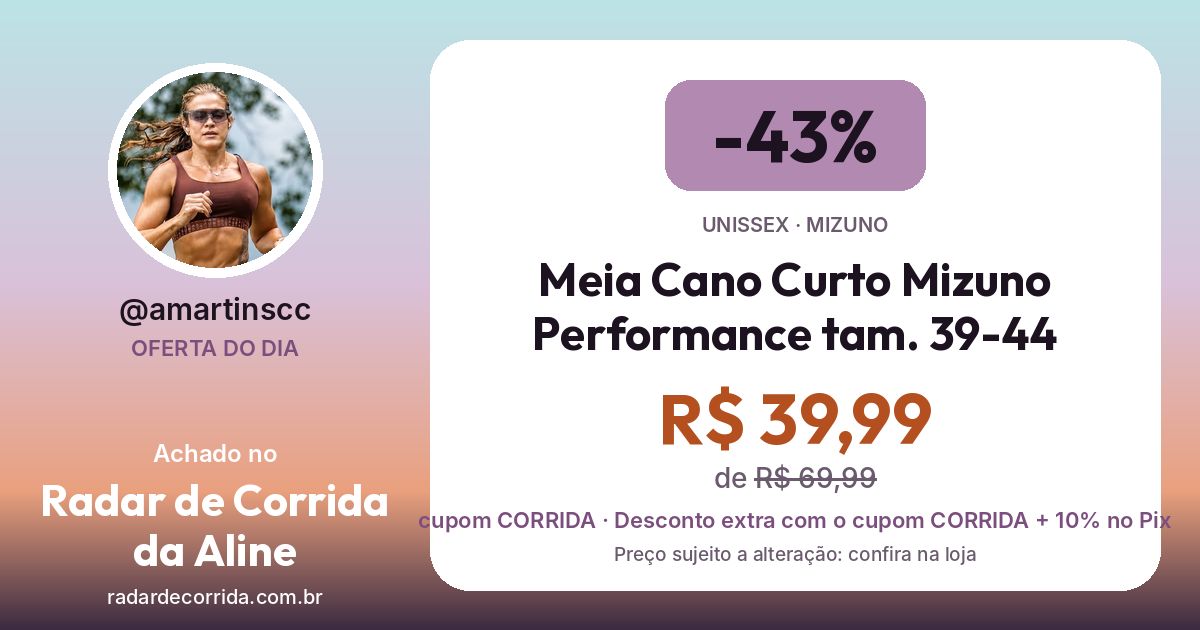 @amartinscc
OFERTA DO DIA
Achado no
Radar de Corrida
da Aline
radardecorrida.com.br
-43%
UNISSEX · MIZUNO
Meia Cano Curto Mizuno
Performance tam. 39-44
R$ 39,99
de R$ 69,99
cupom CORRIDA · Desconto extra com o cupom CORRIDA + 10% no Pix
Preço sujeito a alteração: confira na loja